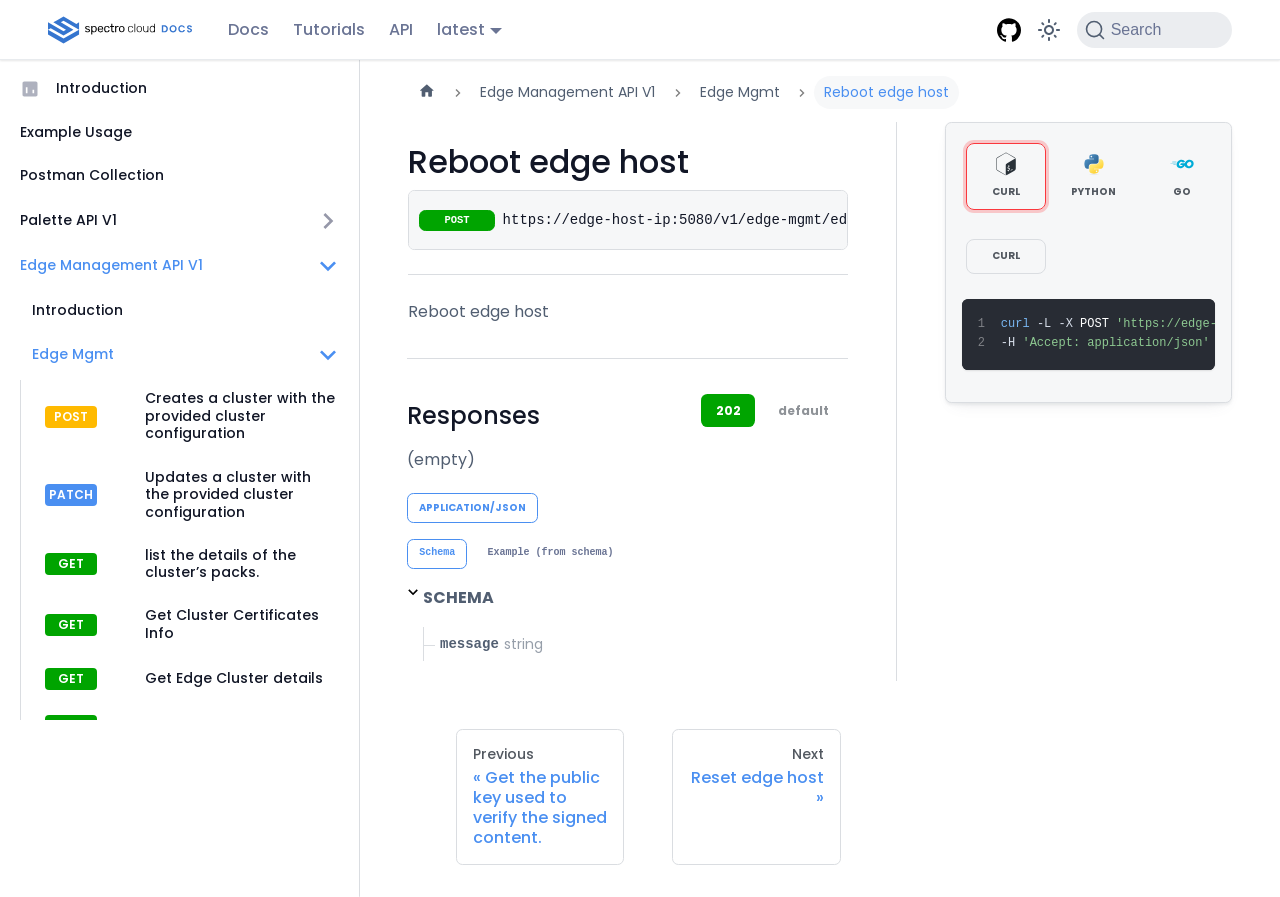 spectro cloud DOCS
Docs
Tutorials
API
latest
Search
Introduction
Example Usage
Postman Collection
Palette API V1
Edge Management API V1
Introduction
Edge Mgmt
POST
Creates a cluster with the
provided cluster
configuration
PATCH
Updates a cluster with
the provided cluster
configuration
GET
list the details of the
cluster’s packs.
GET
Get Cluster Certificates
Info
GET
Get Edge Cluster details
Edge Management API V1
Edge Mgmt
Reboot edge host
Reboot edge host
POST
https://edge-host-ip:5080/v1/edge-mgmt/ed
Reboot edge host
Responses
202
default
(empty)
APPLICATION/JSON
Schema
Example (from schema)
SCHEMA
message string
Previous
« Get the public
key used to
verify the signed
content.
Next
Reset edge host
»
CURL
PYTHON
GO
GO
CURL
1 curl -L -X POST 'https://edge-
2 -H 'Accept: application/json'